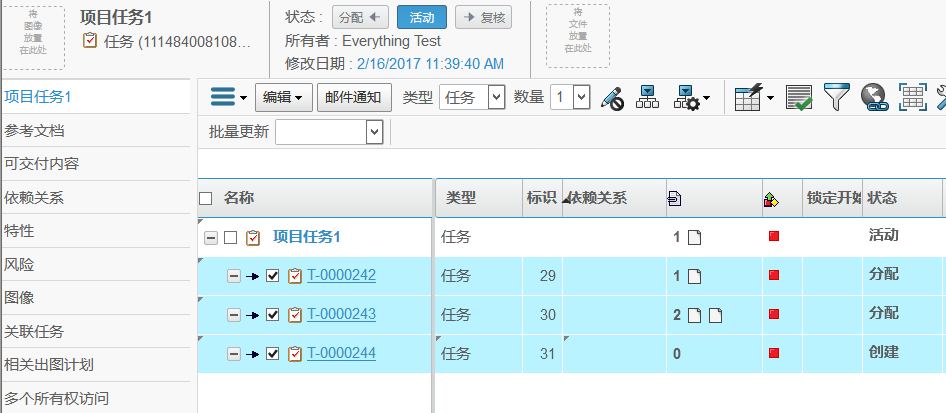 将
图像
放置
在此处
项目任务1
任务 (111484008108...
状态 : 分配 活动 复核
所有者 : Everything Test
修改日期 : 2/16/2017 11:39:40 AM
将
文件
放置
在此处
项目任务1
参考文档
可交付内容
依赖关系
特性
风险
图像
关联任务
相关出图计划
多个所有权访问
编辑 邮件通知 类型 任务 数量 1
批量更新
名称 类型 标识 依赖关系 锁定开始 状态
项目任务1 任务 1 活动
T-0000242 任务 29 1 分配
T-0000243 任务 30 2 分配
T-0000244 任务 31 0 创建